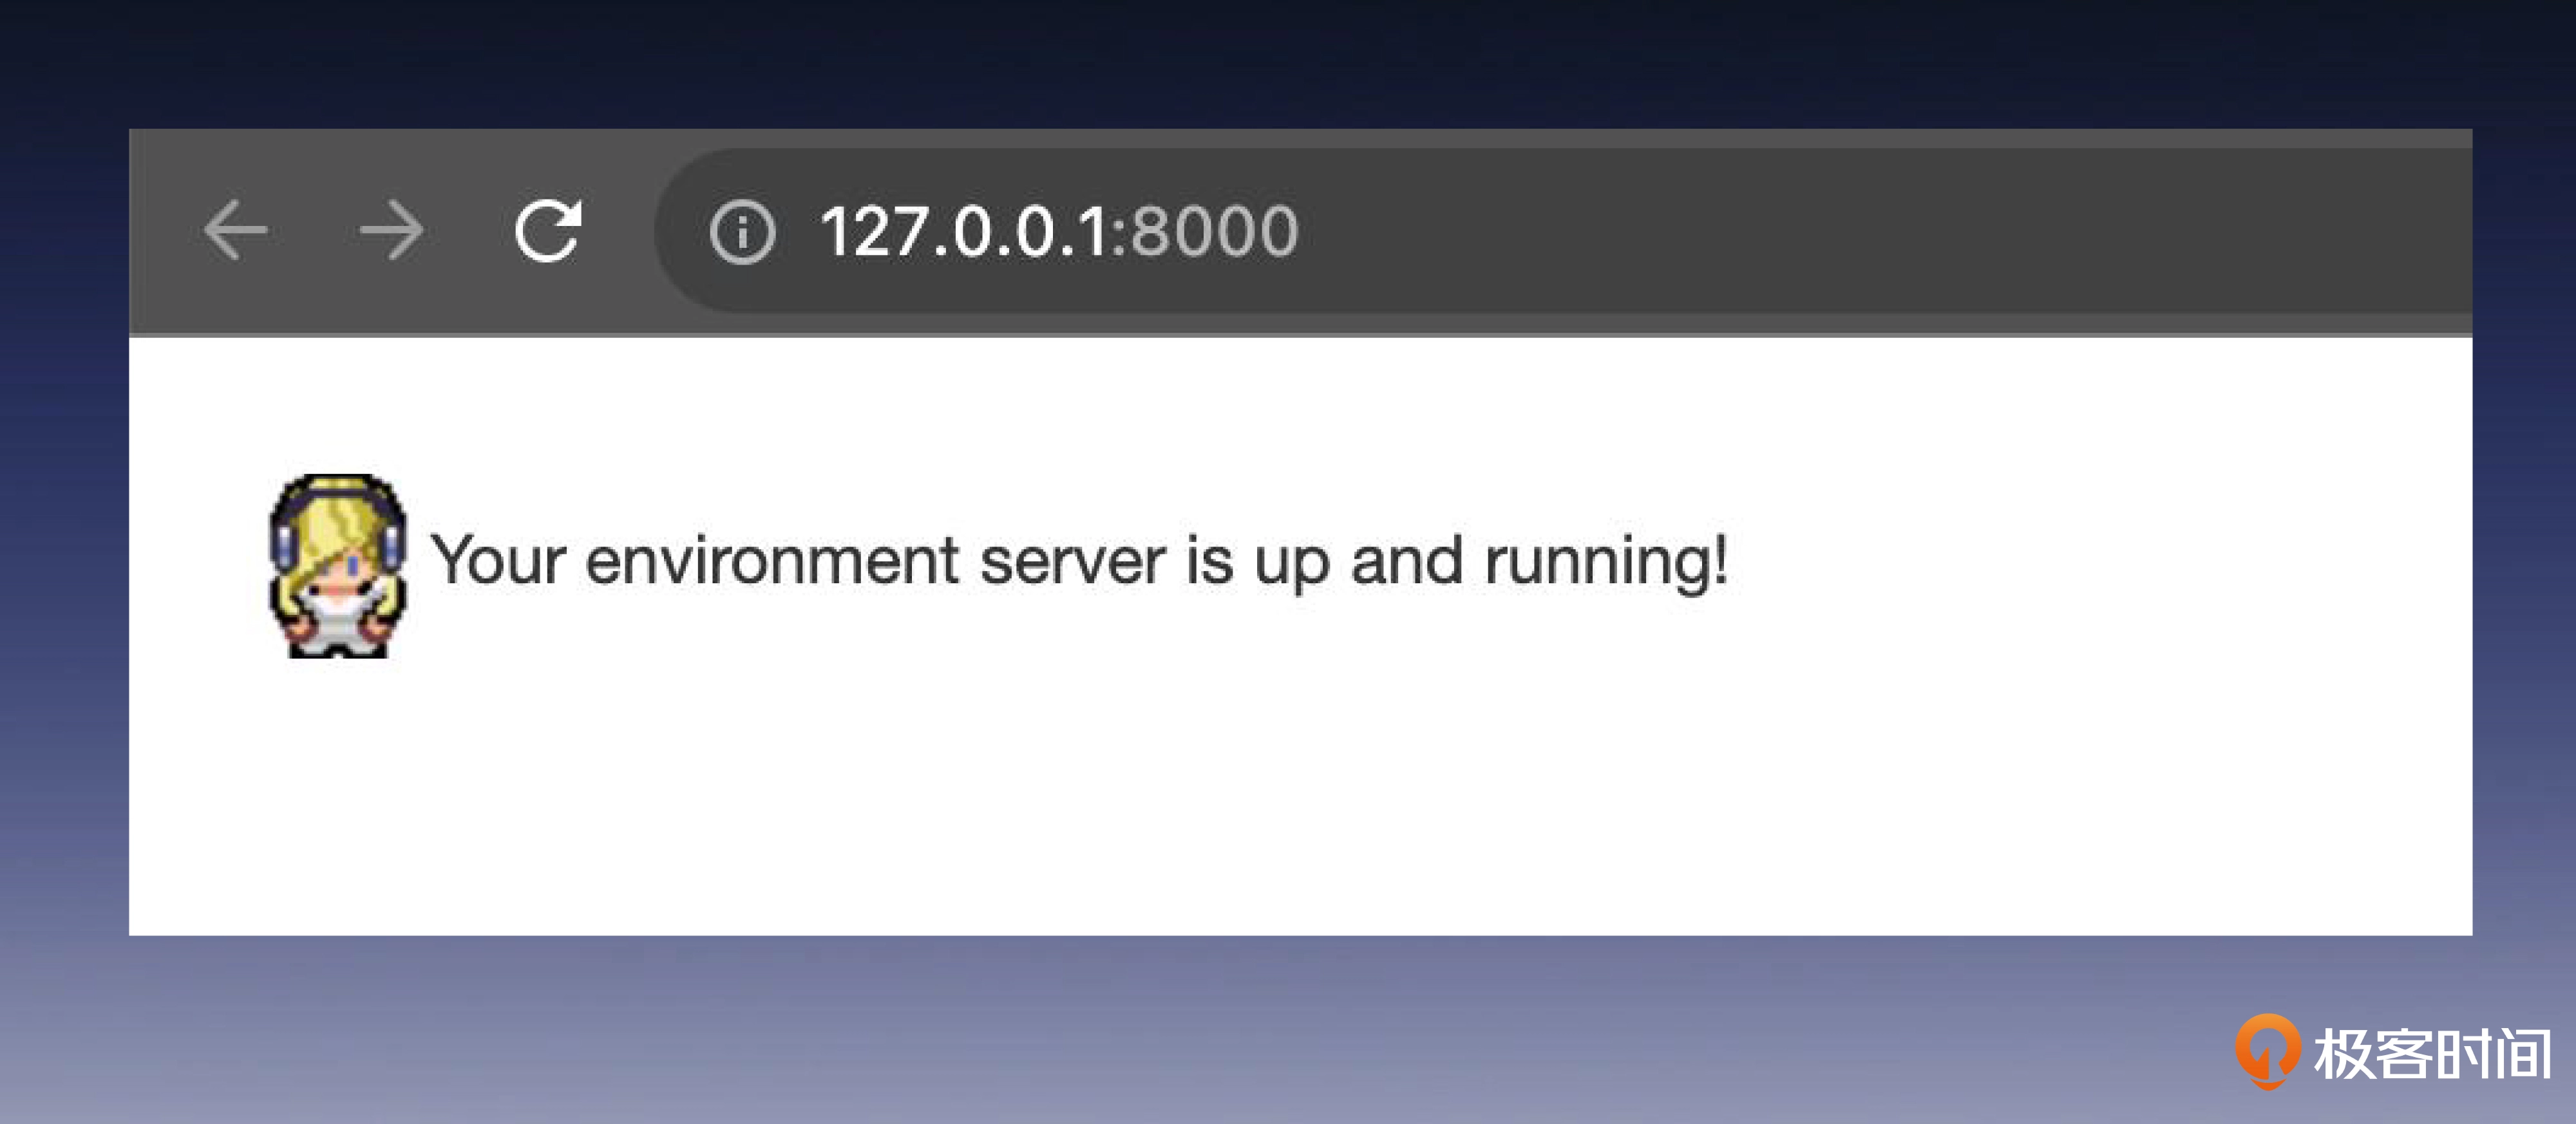 127.0.0.1:8000
Your environment server is up and running!
极客时间